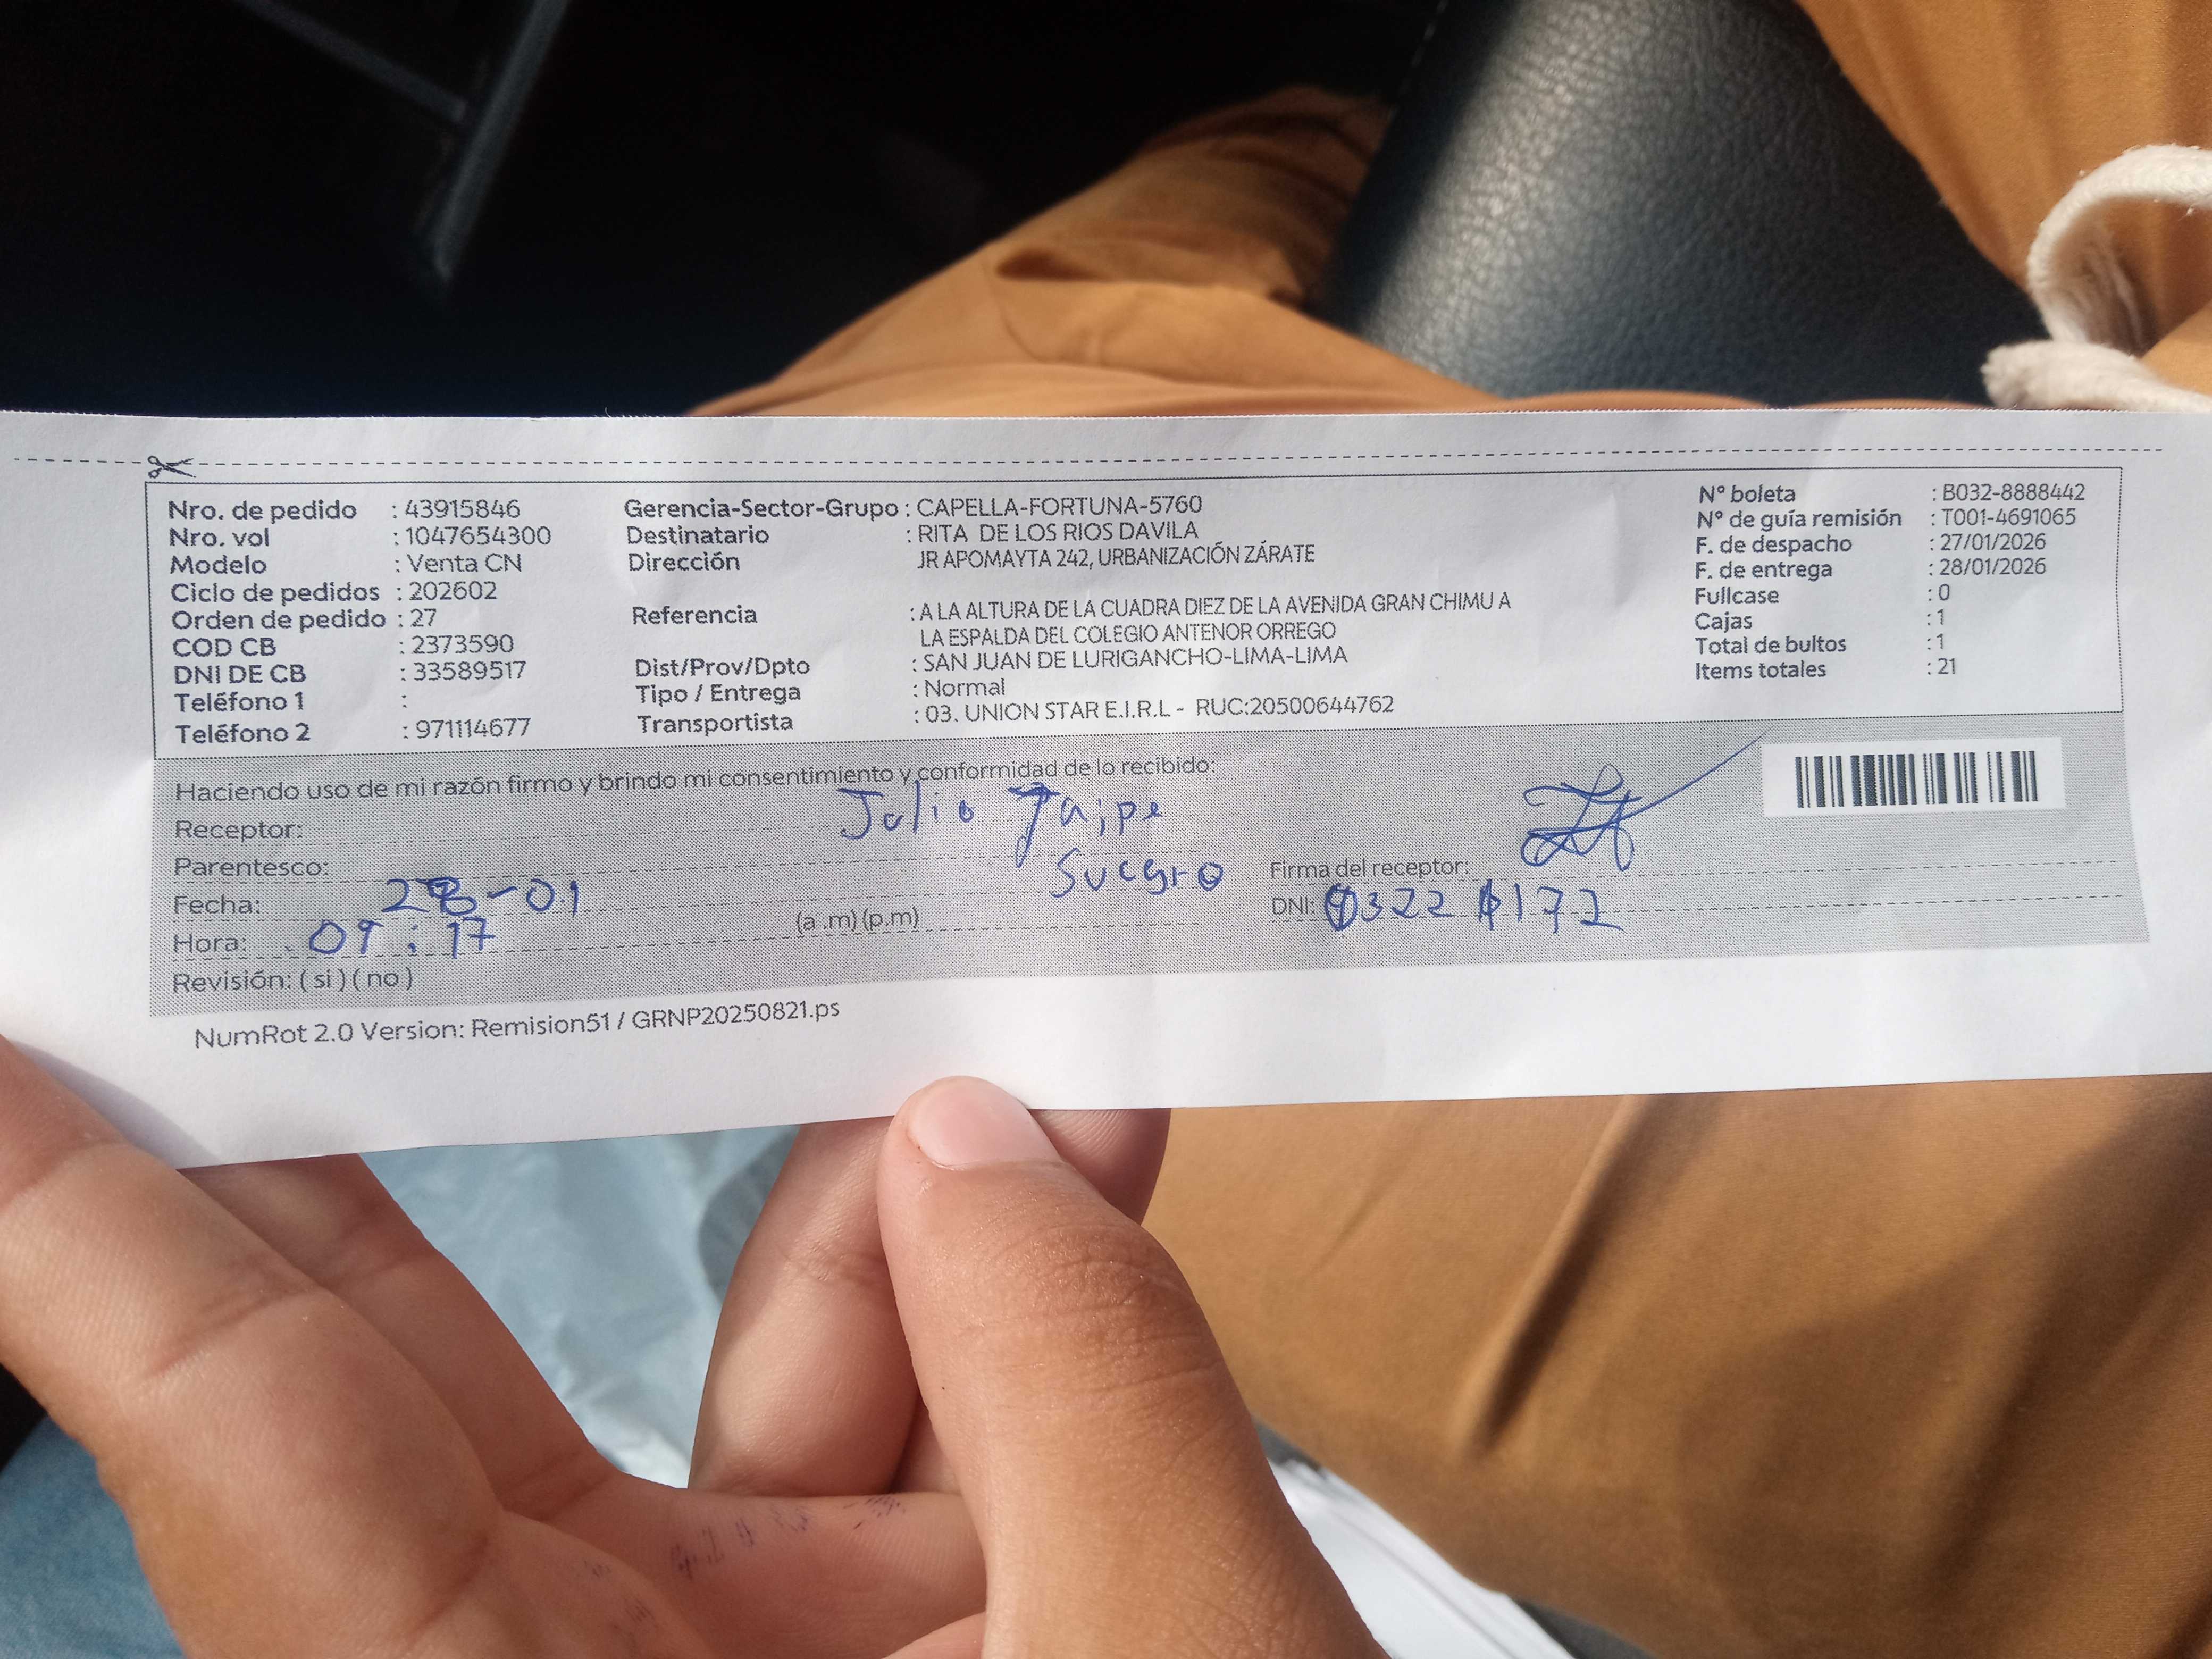 Nro. de pedido : 43915846
Nro. vol : 1047654300
Modelo : Venta CN
Ciclo de pedidos : 202602
Orden de pedido : 27
COD CB : 2373590
DNI DE CB : 33589517
Teléfono 1 :
Teléfono 2 : 971114677
Gerencia-Sector-Grupo : CAPELLA-FORTUNA-5760
Destinatario : RITA DE LOS RIOS DAVILA
Dirección JR APOMAYTA 242, URBANIZACIÓN ZÁRATE
Referencia : A LA ALTURA DE LA CUADRA DIEZ DE LA AVENIDA GRAN CHIMU A
LA ESPALDA DEL COLEGIO ANTENOR ORREGO
Dist/Prov/Dpto : SAN JUAN DE LURIGANCHO-LIMA-LIMA
Tipo / Entrega : Normal
Transportista : 03. UNION STAR E.I.R.L - RUC:20500644762
Nº boleta : B032-8888442
Nº de guía remisión : T001-4691065
F. de despacho : 27/01/2026
F. de entrega : 28/01/2026
Fullcase : 0
Cajas : 1
Total de bultos : 1
Items totales : 21
Haciendo uso de mi razón firmo y brindo mi consentimiento y conformidad de lo recibido:
Receptor: Julio Taipe
Parentesco: Suegro
Firma del receptor:
Fecha: 28-01
DNI:
Hora: 09:17 (a.m) (p.m)
Revisión: ( si ) ( no )
NumRot 2.0 Version: Remision51 / GRNP20250821.ps